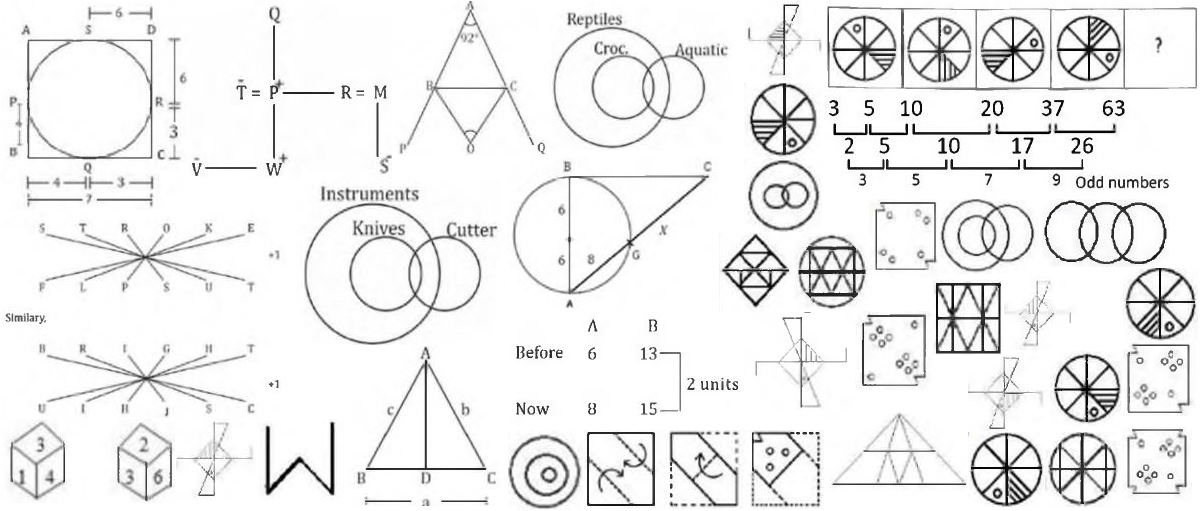 6
A S D
6
P R
4 3
B C
Q
4 3
7
Q
T̄ = P⁺ R = M
V̄ W⁺ S⁻
A
92°
B C
P O Q
Reptiles
Croc. Aquatic
?
3 5 10 20 37 63
2 5 10 17 26
3 5 7 9 Odd numbers
B C
6
X
6 8 G
A
S T R O K E
+1
F L P S U T
Similary,
B R I G H T
+1
U I H J S C
Instruments
Knives Cutter
A B
Before 6 13
2 units
Now 8 15
A
c b
B D C
a
3
1 4
2
3 6